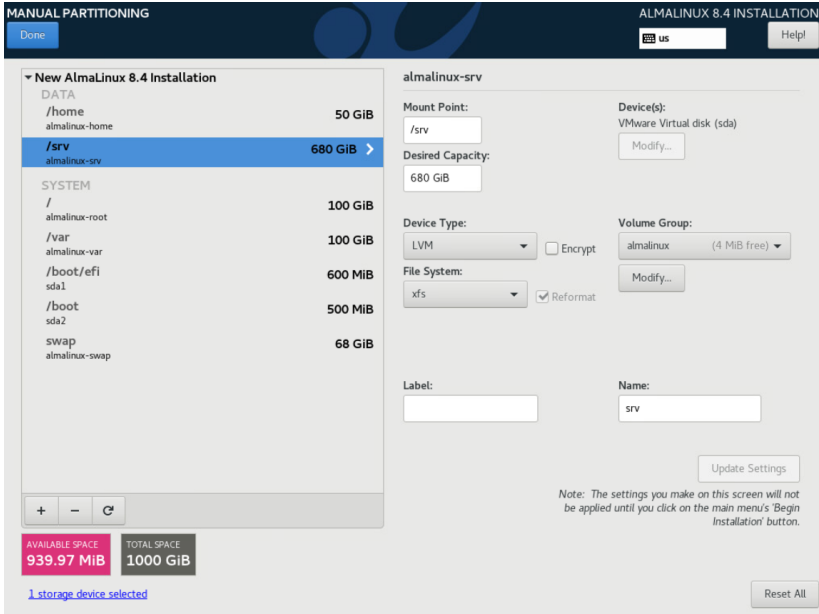 MANUAL PARTITIONING
ALMALINUX 8.4 INSTALLATION
Done
us
Help!
New AlmaLinux 8.4 Installation
DATA
/home
50 GiB
almalinux-home
/srv
680 GiB
almalinux-srv
SYSTEM
/
100 GiB
almalinux-root
/var
100 GiB
almalinux-var
/boot/efi
600 MiB
sda1
/boot
500 MiB
sda2
swap
68 GiB
almalinux-swap
+ −
AVAILABLE SPACE
939.97 MiB
TOTAL SPACE
1000 GiB
1 storage device selected
almalinux-srv
Mount Point:
/srv
Desired Capacity:
680 GiB
Device(s):
VMware Virtual disk (sda)
Modify...
Device Type:
LVM
Encrypt
File System:
xfs
Reformat
Volume Group:
almalinux (4 MiB free)
Modify...
Label:
Name:
srv
Update Settings
Note: The settings you make on this screen will not
be applied until you click on the main menu's 'Begin
Installation' button.
Reset All